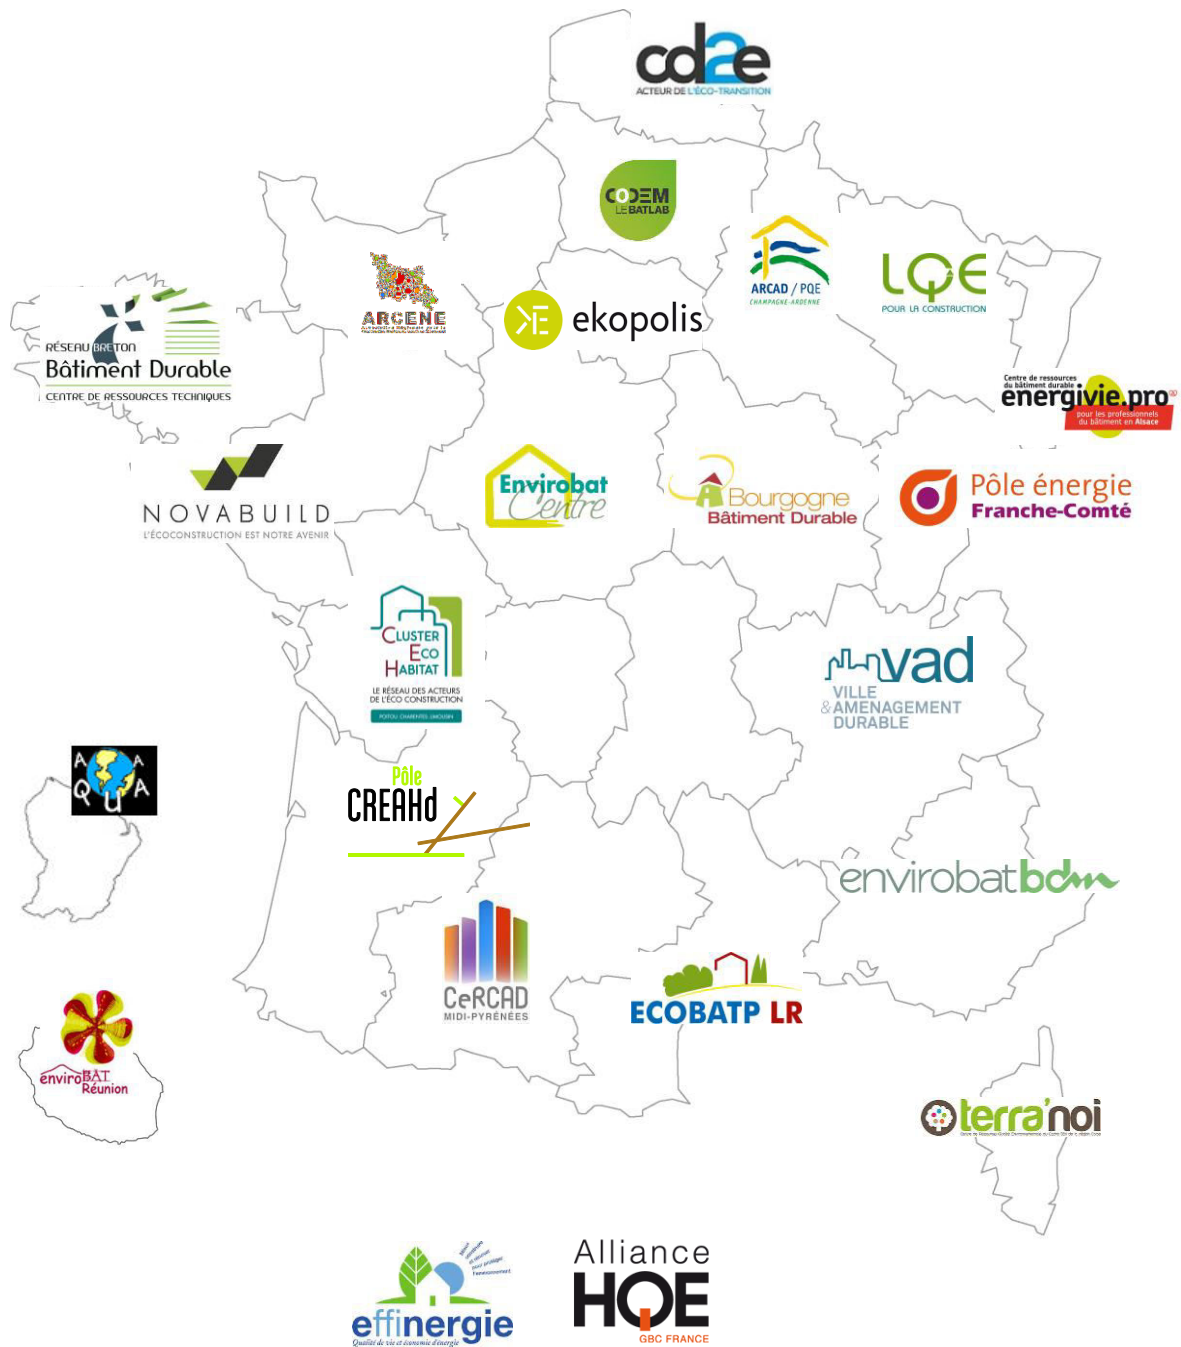 cd2e
ACTEUR DE L'ÉCO-TRANSITION
CODEM
LE BATLAB
ARCAD / PQE
CHAMPAGNE-ARDENNE
LQE
POUR LA CONSTRUCTION
ARCENE
ekopolis
RÉSEAU BRETON
Bâtiment Durable
CENTRE DE RESSOURCES TECHNIQUES
Centre de ressources
du bâtiment durable
energivie.pro
pour les professionnels
du bâtiment en Alsace
NOVABUILD
L'ÉCOCONSTRUCTION EST NOTRE AVENIR
Envirobat
Centre
Bourgogne
Bâtiment Durable
Pôle énergie
Franche-Comté
CLUSTER
ECO
HABITAT
LE RÉSEAU DES ACTEURS
DE L'ÉCO CONSTRUCTION
POITOU CHARENTES LIMOUSIN
vad
VILLE
& AMENAGEMENT
DURABLE
AQUAA
Pôle
CREAHd
envirobatbdm
CeRCAD
MIDI-PYRÉNÉES
ECOBATP LR
enviroBAT
Réunion
terra'noi
effinergie
Qualité de vie et économie d'énergie
Alliance
HQE
GBC FRANCE